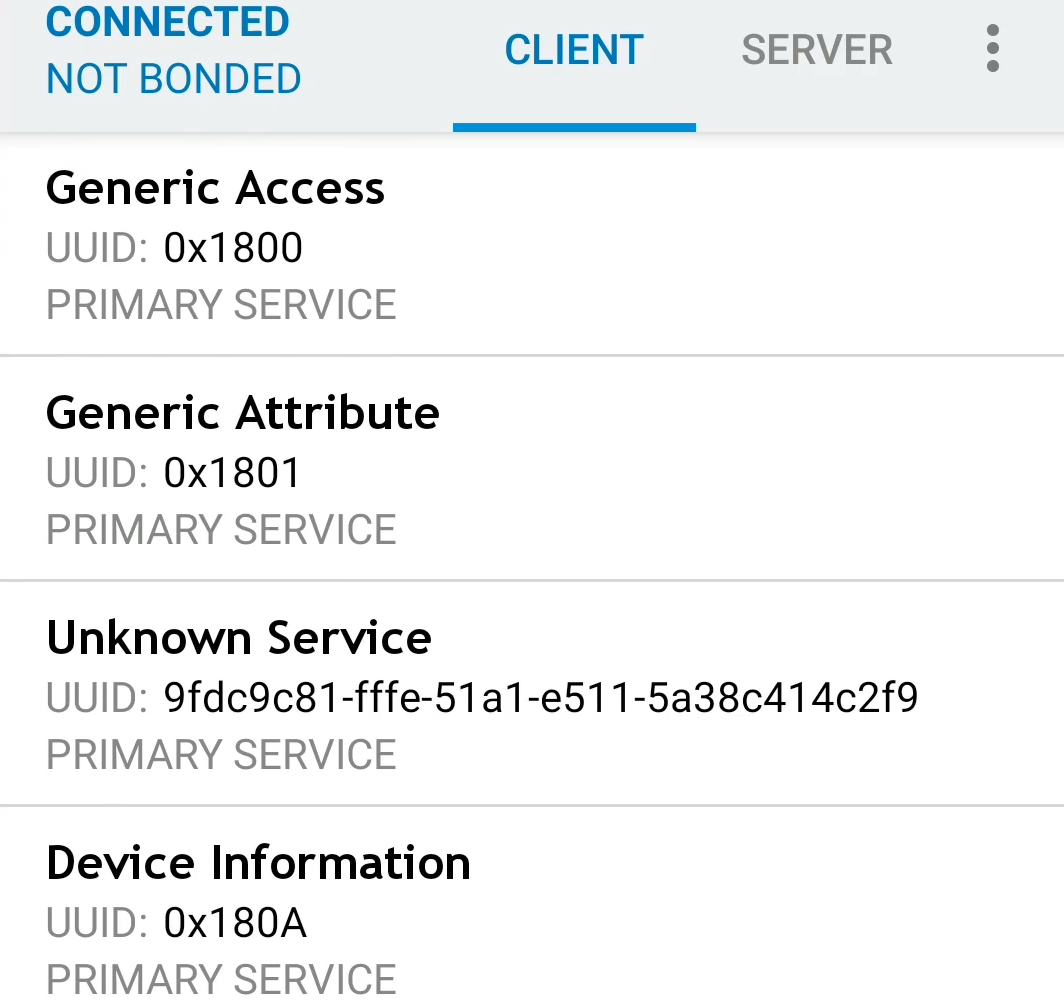 CONNECTED
NOT BONDED
CLIENT
SERVER
Generic Access
UUID: 0x1800
PRIMARY SERVICE
Generic Attribute
UUID: 0x1801
PRIMARY SERVICE
Unknown Service
UUID: 9fdc9c81-fffe-51a1-e511-5a38c414c2f9
PRIMARY SERVICE
Device Information
UUID: 0x180A
PRIMARY SERVICE